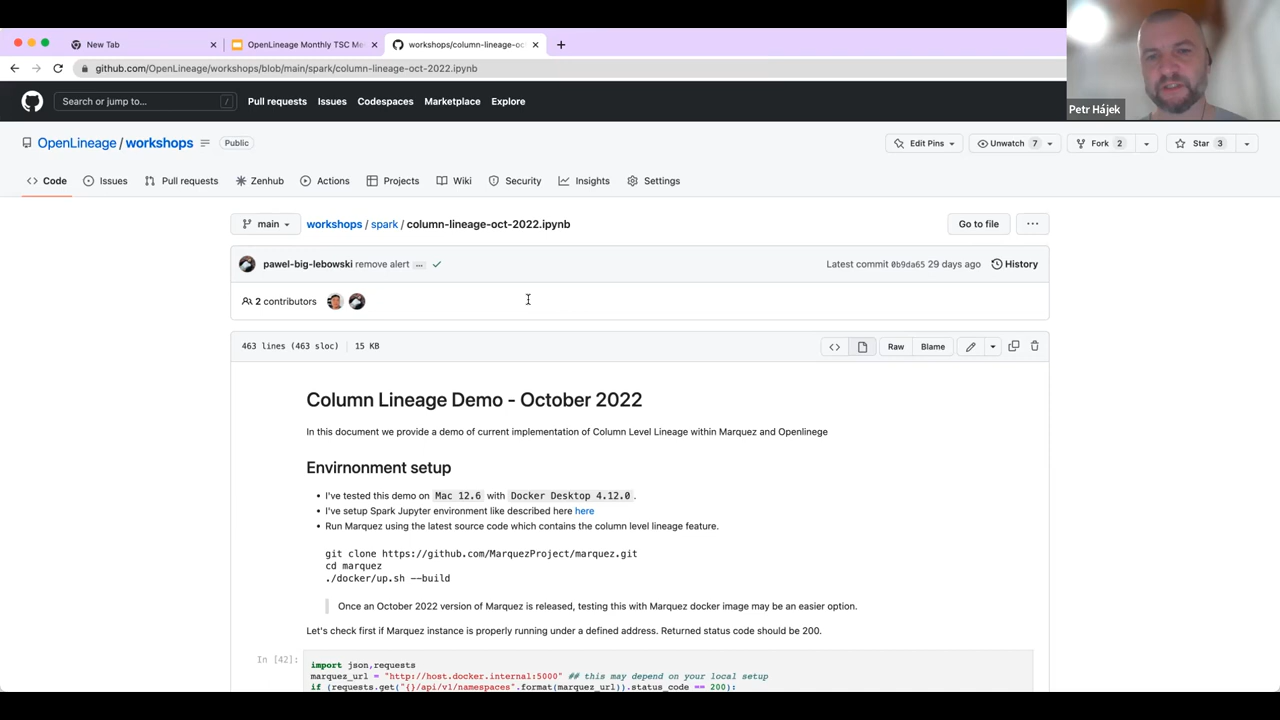 New Tab
OpenLineage Monthly TSC Me
workshops/column-lineage-oc
github.com/OpenLineage/workshops/blob/main/spark/column-lineage-oct-2022.ipynb
Petr Hájek
Search or jump to...
/
Pull requests
Issues
Codespaces
Marketplace
Explore
OpenLineage / workshops
Public
Edit Pins
Unwatch 7
Fork 2
Star 3
Code
Issues
Pull requests
Zenhub
Actions
Projects
Wiki
Security
Insights
Settings
main
workshops / spark / column-lineage-oct-2022.ipynb
Go to file
...
pawel-big-lebowski remove alert ...
Latest commit 0b9da65 29 days ago
History
2 contributors
463 lines (463 sloc) 15 KB
<>
Raw
Blame
Column Lineage Demo - October 2022
In this document we provide a demo of current implementation of Column Level Lineage within Marquez and Openlinege
Envirnonment setup
• I've tested this demo on Mac 12.6 with Docker Desktop 4.12.0.
• I've setup Spark Jupyter environment like described here here
• Run Marquez using the latest source code which contains the column level lineage feature.
git clone https://github.com/MarquezProject/marquez.git
cd marquez
./docker/up.sh --build
Once an October 2022 version of Marquez is released, testing this with Marquez docker image may be an easier option.
Let's check first if Marquez instance is properly running under a defined address. Returned status code should be 200.
In [42]:
import json,requests
marquez_url = "http://host.docker.internal:5000" ## this may depend on your local setup
if (requests.get("{}/api/v1/namespaces".format(marquez_url)).status_code == 200):